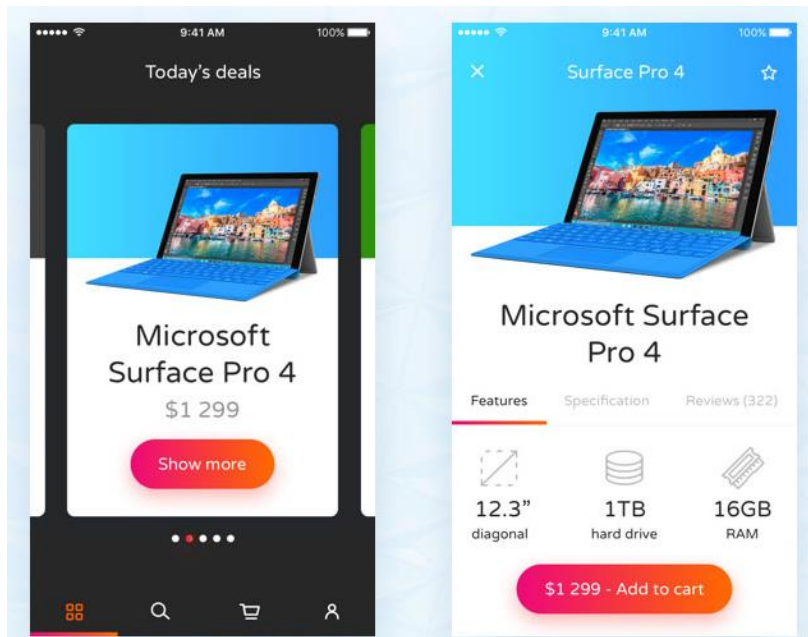 9:41 AM
100%
Today's deals
Microsoft
Surface Pro 4
$1 299
Show more
9:41 AM
100%
Surface Pro 4
Microsoft Surface
Pro 4
Features
Specification
Reviews (322)
12.3”
diagonal
1TB
hard drive
16GB
RAM
$1 299 - Add to cart